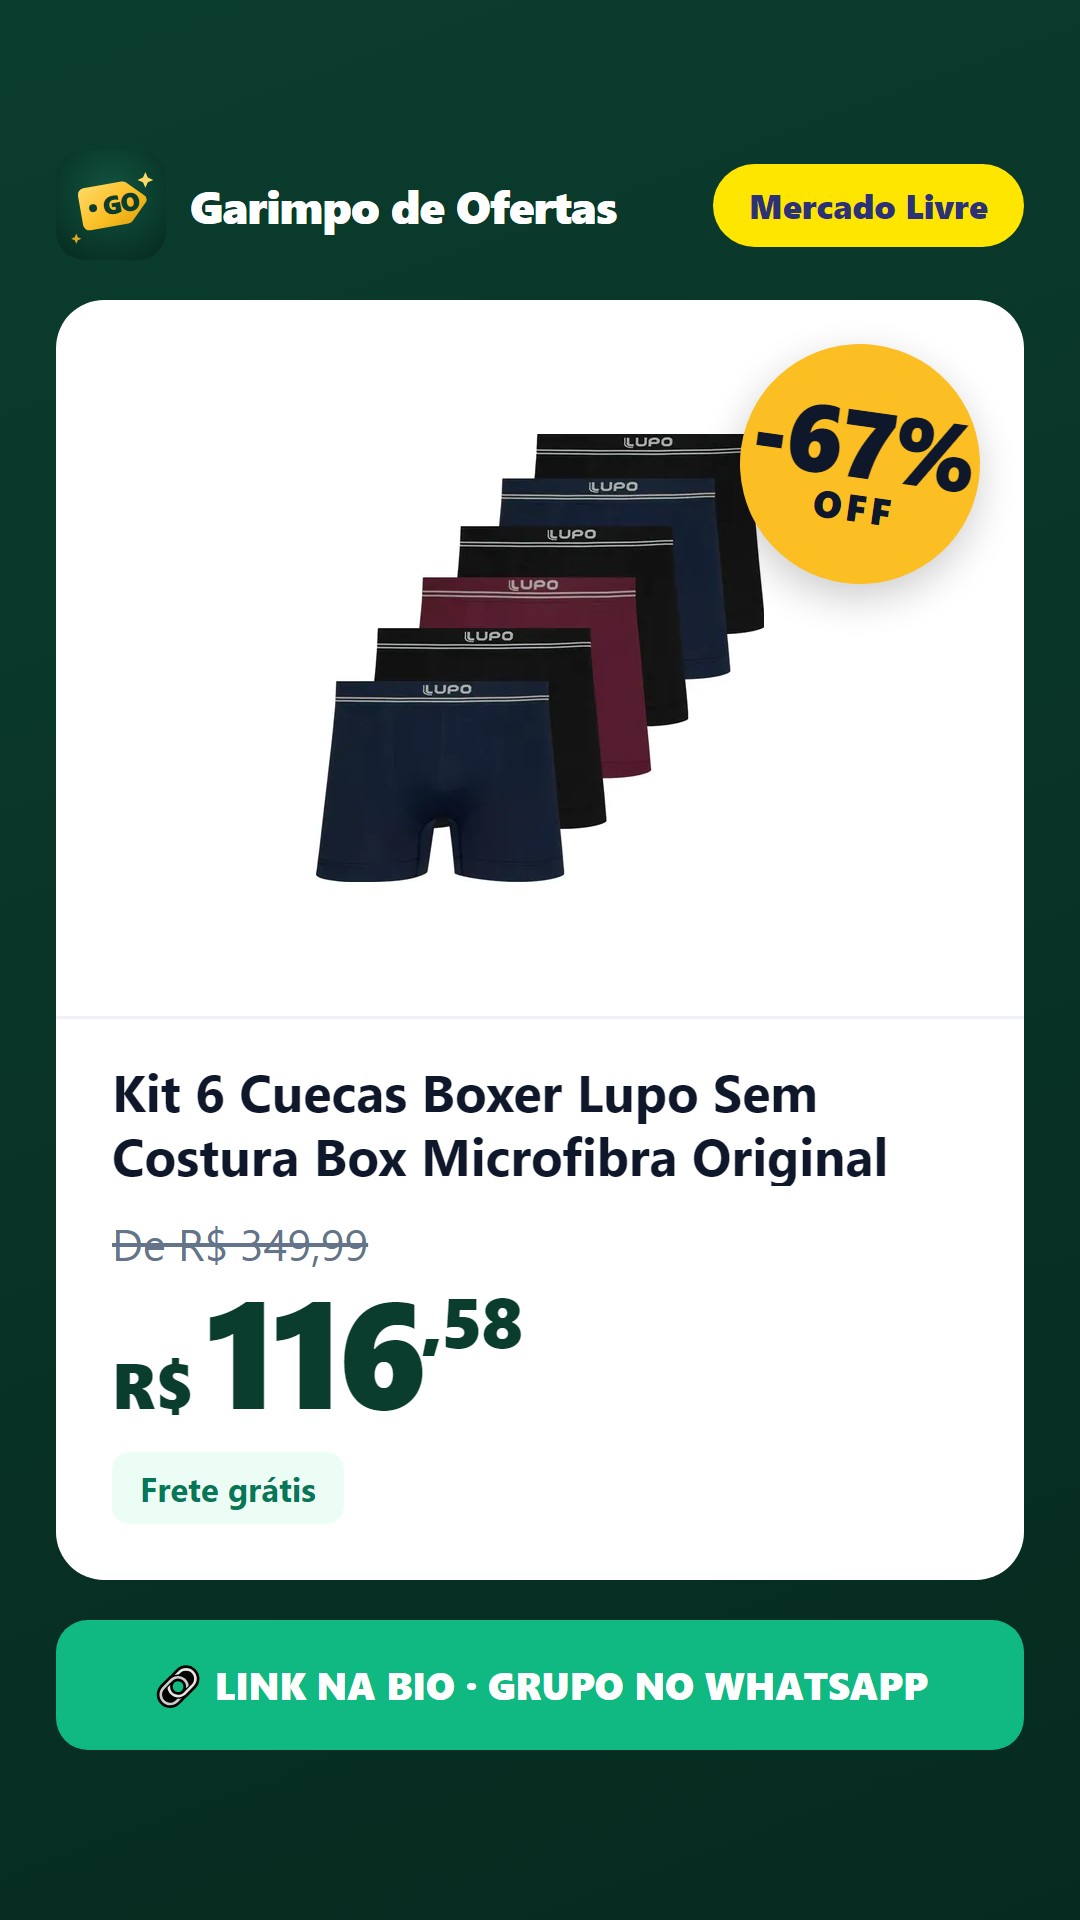 GO
Garimpo de Ofertas
Mercado Livre
-67%
OFF
LUPO
LUPO
LUPO
LUPO
LUPO
LUPO
Kit 6 Cuecas Boxer Lupo Sem
Costura Box Microfibra Original
De R$ 349,99
R$ 116,58
Frete grátis
LINK NA BIO · GRUPO NO WHATSAPP